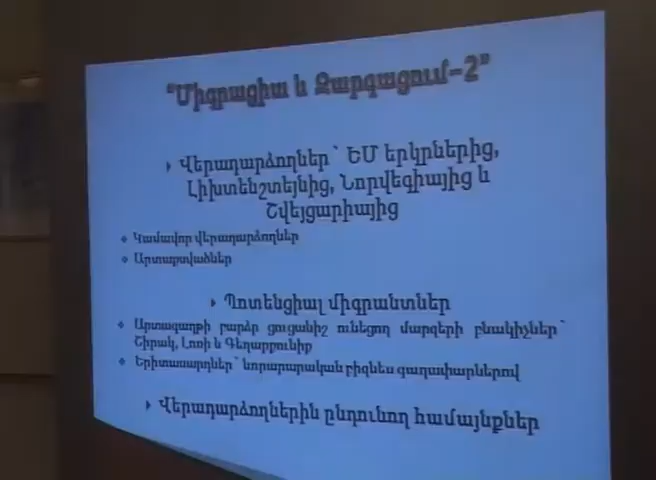 “Միգրացիա և Զարգացում-2”
Վերադարձողներ՝ ԵՄ երկրներից,
Լիխտենշտեյնից, Նորվեգիայից և
Շվեյցարիայից
Կամավոր վերադարձողներ
Արտաքսվածներ
Պոտենցիալ միգրանտներ
Արտագաղթի բարձր ցուցանիշ ունեցող մարզերի բնակիչներ՝
Շիրակ, Լոռի և Գեղարքունիք
Երիտասարդներ՝ նորարարական բիզնես գաղափարներով
Վերադարձողներին ընդունող համայնքներ